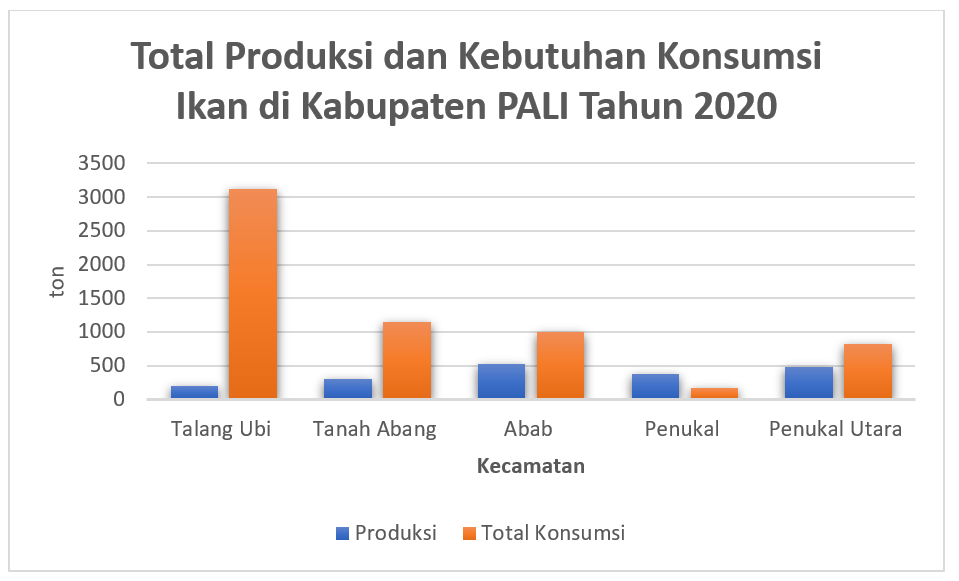 Total Produksi dan Kebutuhan Konsumsi
Ikan di Kabupaten PALI Tahun 2020
3500
3000
2500
2000
1500
1000
500
0
ton
Talang Ubi
Tanah Abang
Abab
Penukal
Penukal Utara
Kecamatan
Produksi
Total Konsumsi